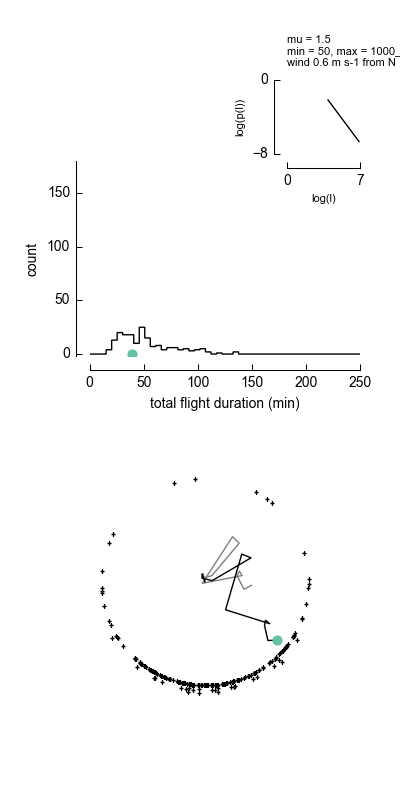 mu = 1.5
min = 50, max = 1000_
wind 0.6 m s-1 from N
0
log(p(l))
−8
0
7
log(l)
150
100
50
0
count
0
50
100
150
200
250
total flight duration (min)